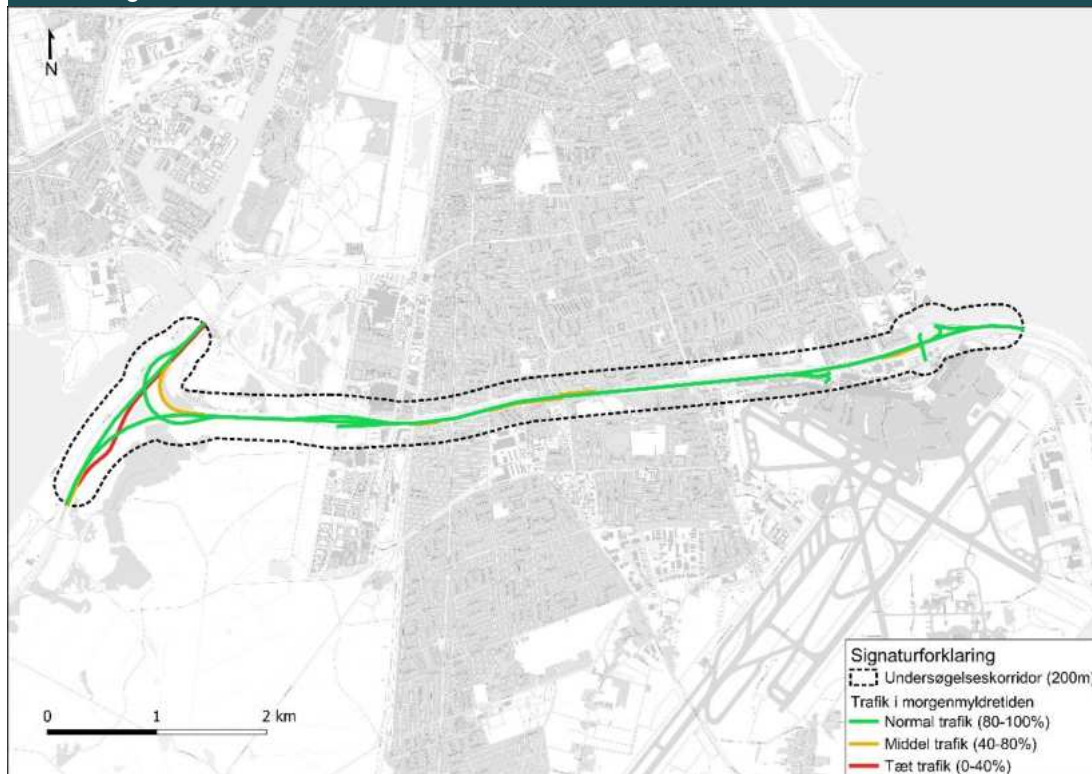 N
0 1 2 km
Signaturforklaring
Undersøgelseskorridor (200m)
Trafik i morgenmyldretiden
Normal trafik (80-100%)
Middel trafik (40-80%)
Tæt trafik (0-40%)